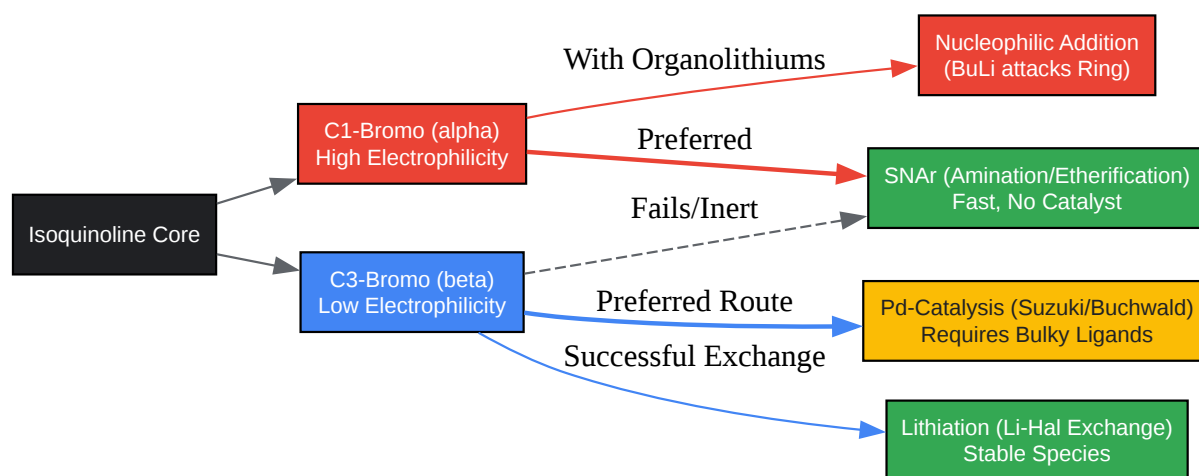 Nucleophilic Addition
(BuLi attacks Ring)
With Organolithiums
C1-Bromo (alpha)
High Electrophilicity
Preferred
SNAr (Amination/Etherification)
Fast, No Catalyst
Isoquinoline Core
Fails/Inert
C3-Bromo (beta)
Low Electrophilicity
Preferred Route
Pd-Catalysis (Suzuki/Buchwald)
Requires Bulky Ligands
Successful Exchange
Lithiation (Li-Hal Exchange)
Stable Species